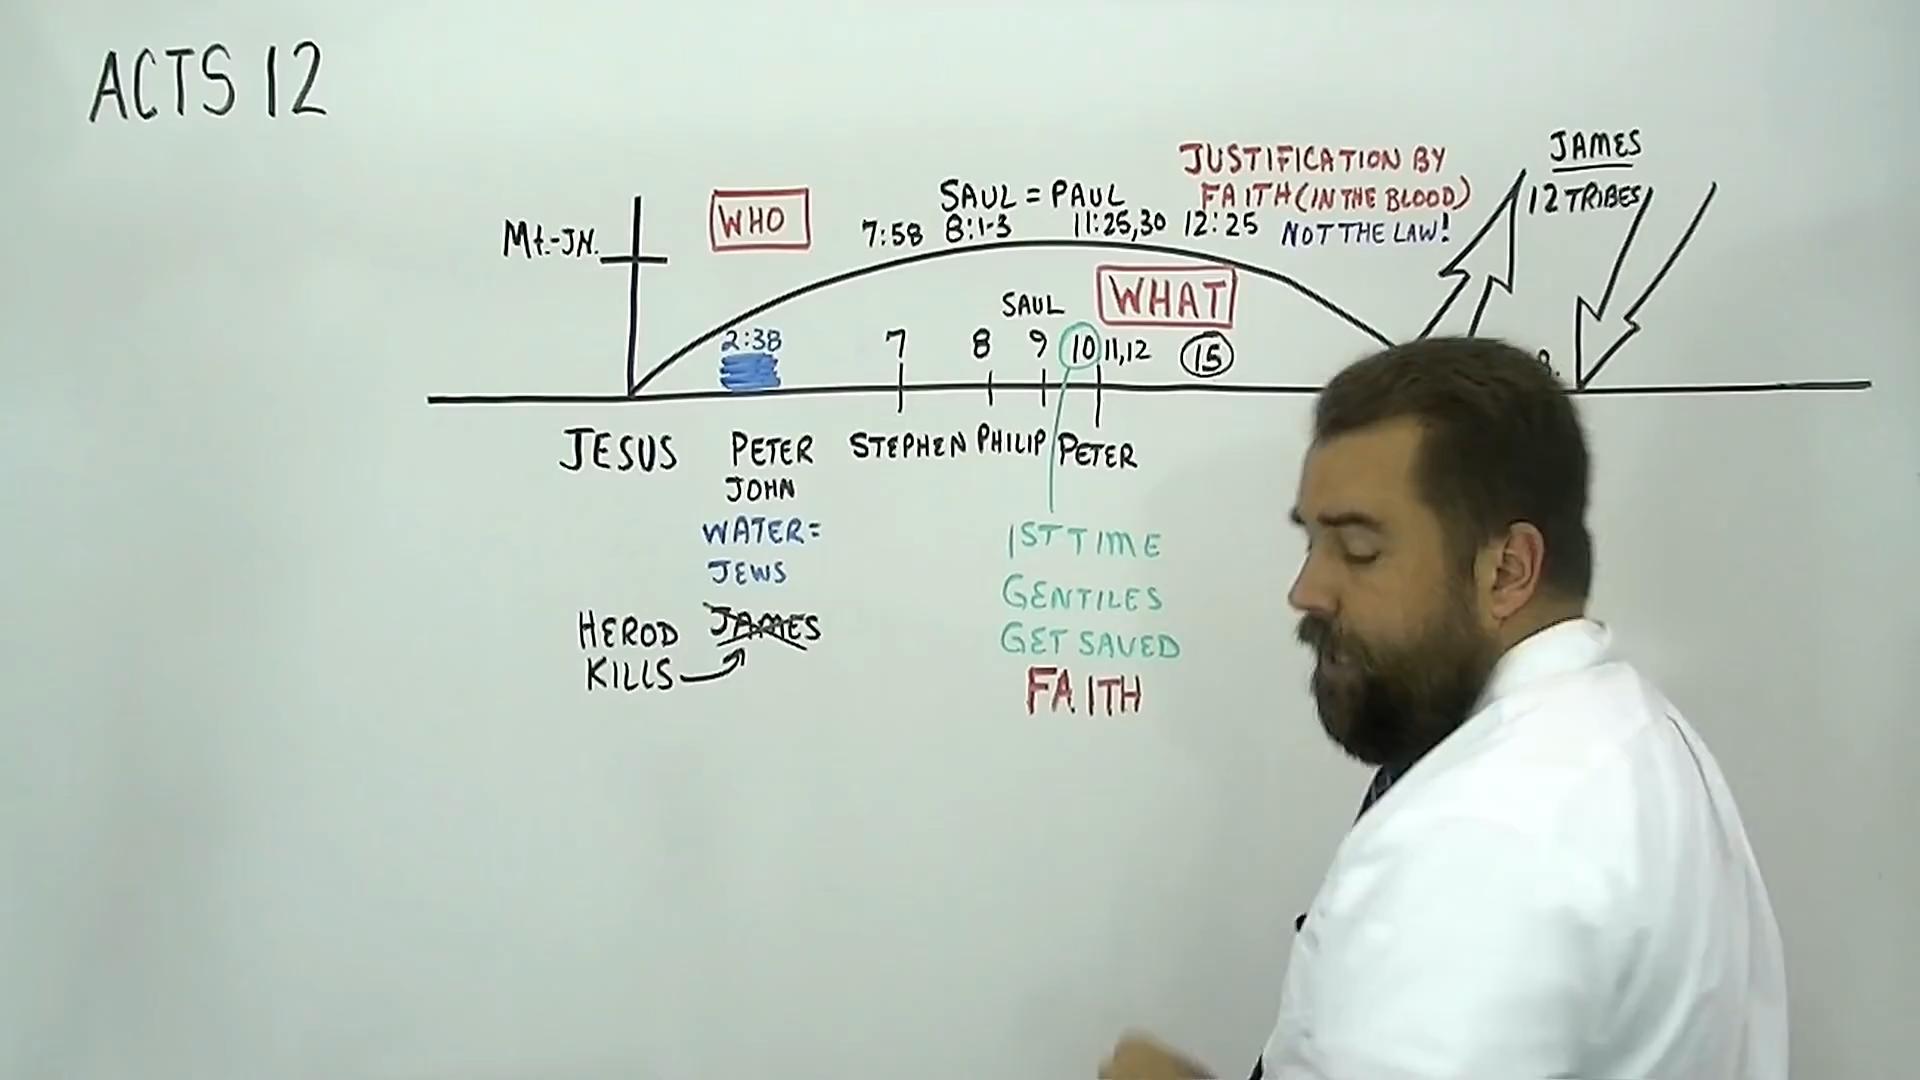 ACTS 12
JUSTIFICATION BY
FAITH (IN THE BLOOD)
NOT THE LAW!
JAMES
12 TRIBES
SAUL = PAUL
7:58 8:1-3 11:25,30 12:25
WHO
Mt.-JN.
WHAT
SAUL
2:38
7 8 9 10 11,12 15
JESUS PETER STEPHEN PHILIP PETER
JOHN
WATER=
JEWS
HEROD JAMES
KILLS
1ST TIME
GENTILES
GET SAVED
FAITH